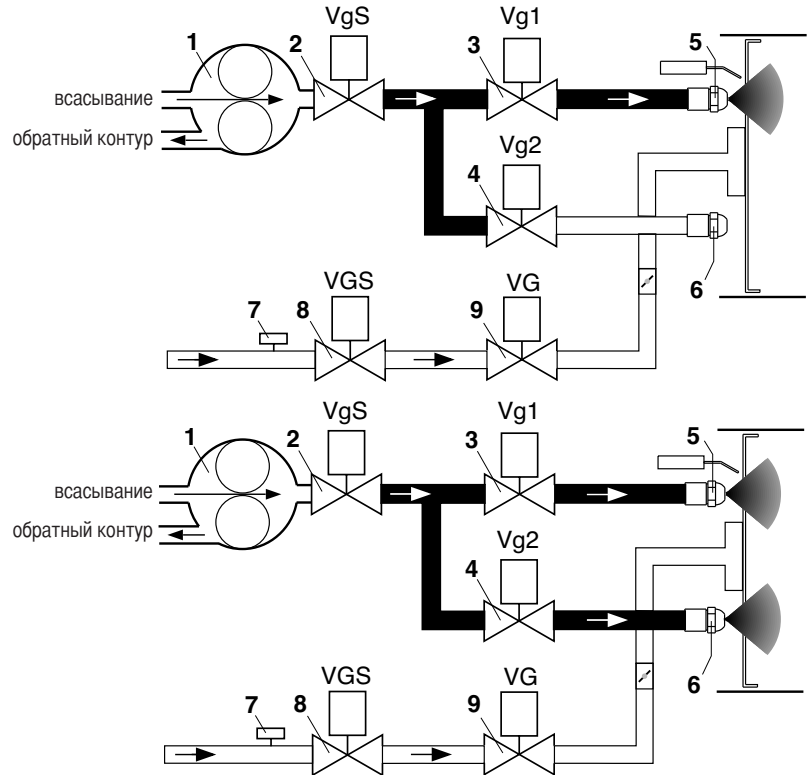 VgS
Vg1
1
2
3
5
всасывание
обратный контур
Vg2
4
6
VGS
VG
7
8
9
VgS
Vg1
1
2
3
5
всасывание
обратный контур
Vg2
4
6
VGS
VG
7
8
9